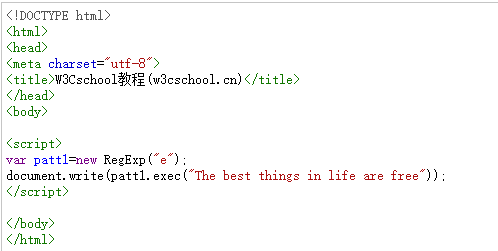 <!DOCTYPE html>
<html>
<head>
<meta charset="utf-8">
<title>W3Cschool教程(w3cschool.cn)</title>
</head>
<body>
<script>
var patt1=new RegExp("e");
document.write(patt1.exec("The best things in life are free"));
</script>
</body>
</html>